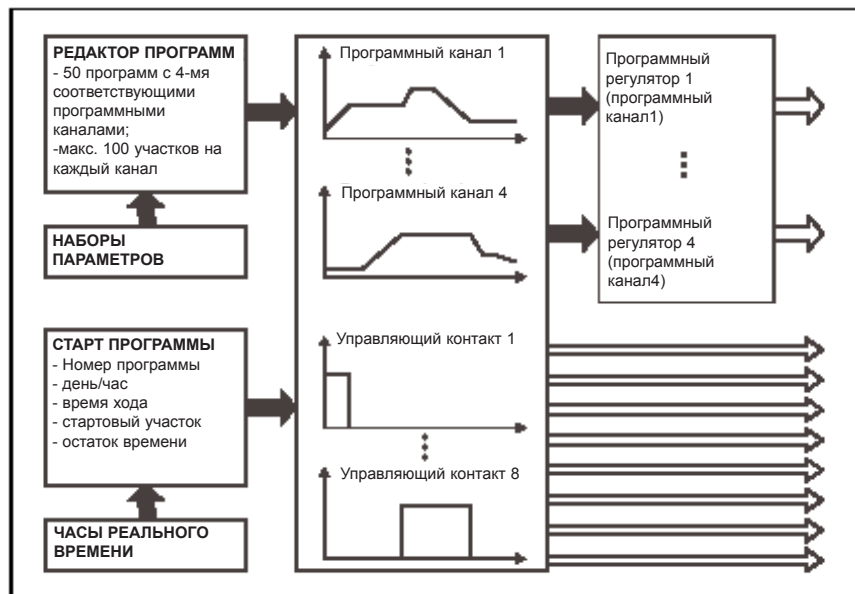 РЕДАКТОР ПРОГРАММ
- 50 программ с 4-мя
соответствующими
программными
каналами;
-макс. 100 участков на
каждый канал
НАБОРЫ
ПАРАМЕТРОВ
СТАРТ ПРОГРАММЫ
- Номер программы
- день/час
- время хода
- стартовый участок
- остаток времени
ЧАСЫ РЕАЛЬНОГО
ВРЕМЕНИ
Программный канал 1
Программный канал 4
Управляющий контакт 1
Управляющий контакт 8
Программный
регулятор 1
(программный
канал1)
Программный
регулятор 4
(программный
канал4)